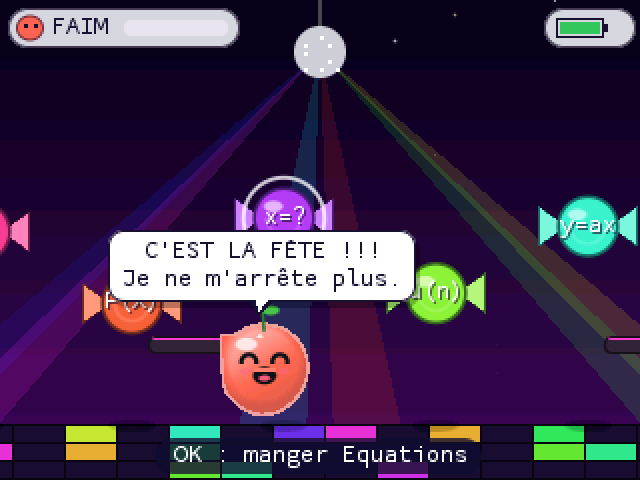 FAIM
x=?
y=ax
C'EST LA FÊTE !!!
Je ne m'arrête plus.
F(x)
u(n)
OK : manger Equations